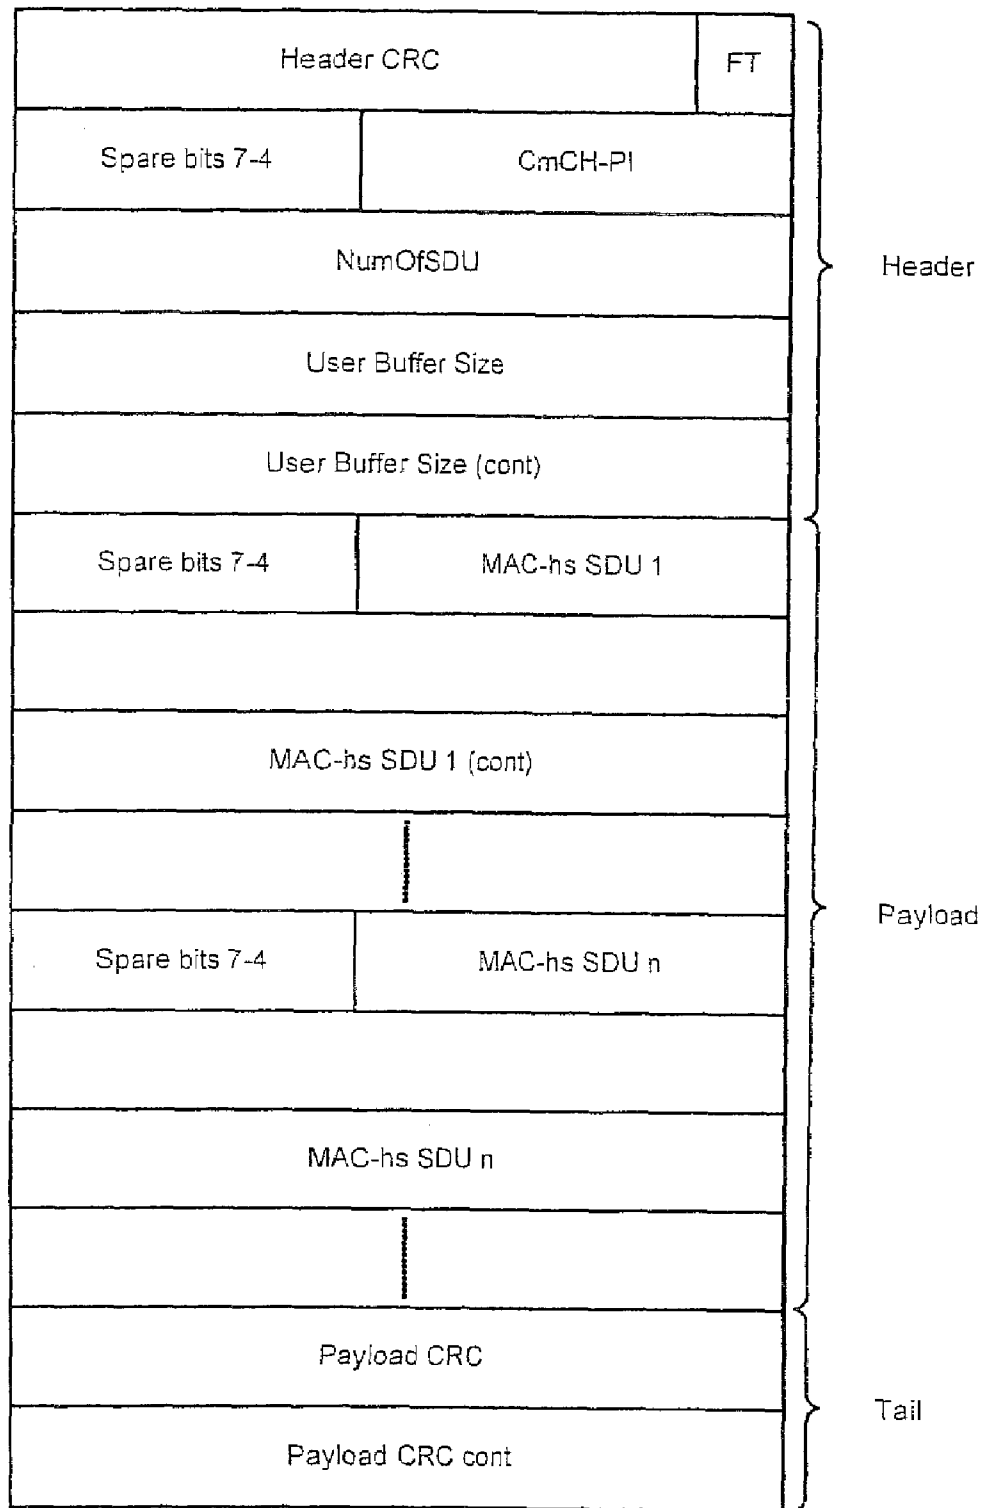 Header CRC FT
Spare bits 7-4 CmCH-PI
NumOfSDU
Header
User Buffer Size
User Buffer Size (cont)
Spare bits 7-4 MAC-hs SDU 1
MAC-hs SDU 1 (cont)
Payload
Spare bits 7-4 MAC-hs SDU n
MAC-hs SDU n
Payload CRC
Tail
Payload CRC cont